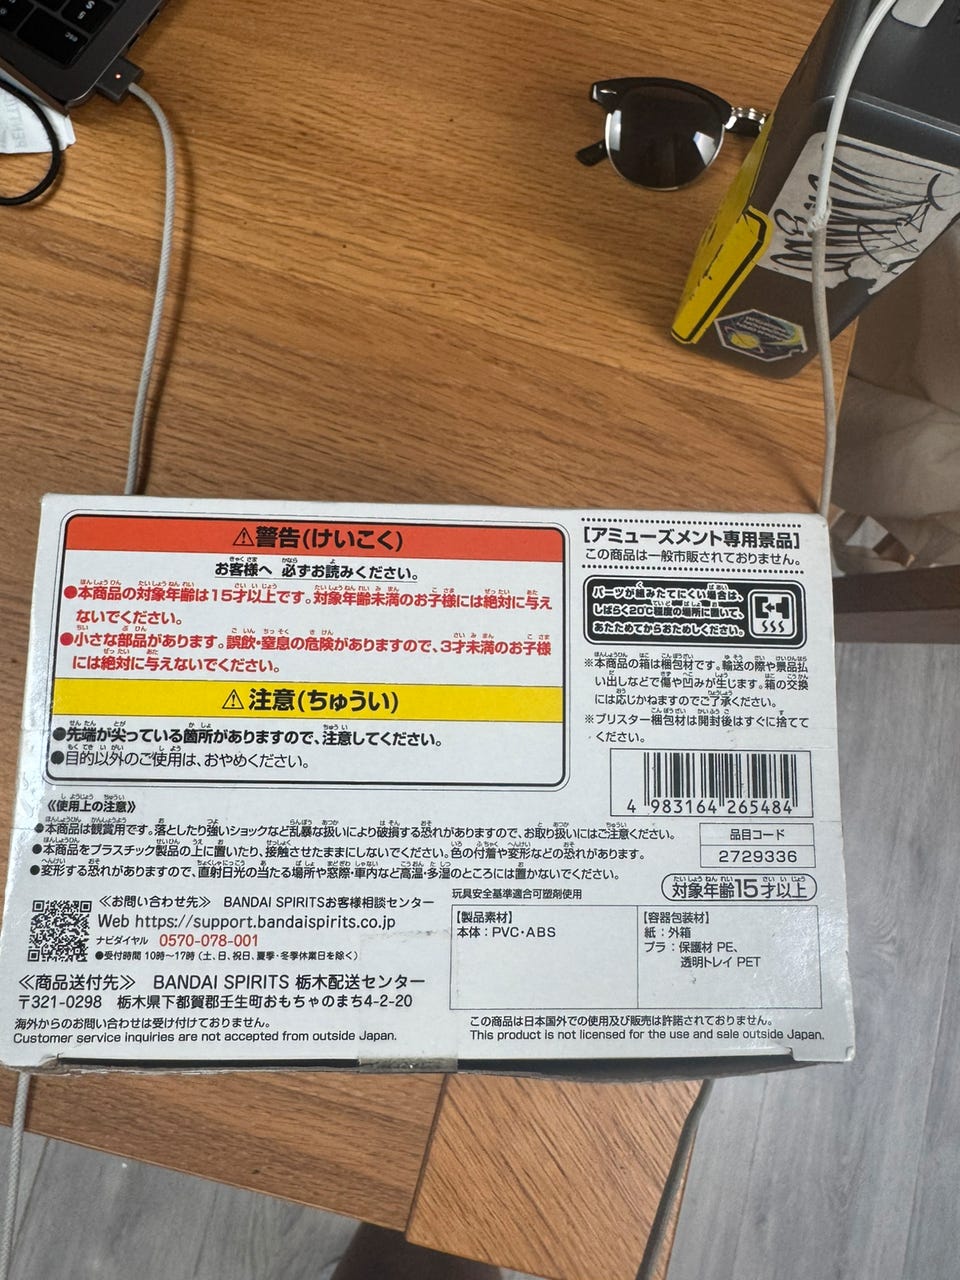 ⚠警告(けいこく)
お客様へ 必ずお読みください。
●本商品の対象年齢は15才以上です。対象年齢未満のお子様には絶対に与え
ないでください。
●小さな部品があります。誤飲・窒息の危険がありますので、3才未満のお子様
には絶対に与えないでください。
⚠注意(ちゅうい)
●先端が尖っている箇所がありますので、注意してください。
●目的以外のご使用は、おやめください。
[アミューズメント専用景品]
この商品は一般市販されておりません。
パーツが組みたてにくい場合は、
しばらく20℃程度の場所に置いて、
あたためてからおためしください。
※本商品の箱は梱包材です。輸送の際や景品払
い出しなどで傷や凹みが生じます。箱の交換
には応じかねますのでご了承ください。
※ブリスター梱包材は開封後はすぐに捨てて
ください。
4 983164 265484
品目コード
2729336
対象年齢15才以上
《使用上の注意》
●本商品は観賞用です。落としたり強いショックなど乱暴な扱いにより破損する恐れがありますので、お取り扱いにはご注意ください。
●本商品をプラスチック製品の上に置いたり、接触させたままにしないでください。色の付着や変形などの恐れがあります。
●変形する恐れがありますので、直射日光の当たる場所や窓際・車内など高温・多湿のところには置かないでください。
≪お問い合わせ先≫ BANDAI SPIRITSお客様相談センター
Web https://support.bandaispirits.co.jp
ナビダイヤル 0570-078-001
●受付時間 10時〜17時(土、日、祝日、夏季・冬季休業日を除く)
≪商品送付先≫ BANDAI SPIRITS 栃木配送センター
〒321-0298 栃木県下都賀郡壬生町おもちゃのまち4-2-20
海外からのお問い合わせは受け付けておりません。
Customer service inquiries are not accepted from outside Japan.
玩具安全基準適合可塑剤使用
【製品素材】
本体：PVC・ABS
【容器包装材】
紙：外箱
プラ：保護材 PE、
透明トレイ PET
この商品は日本国外での使用及び販売は許諾されておりません。
This product is not licensed for the use and sale outside Japan.